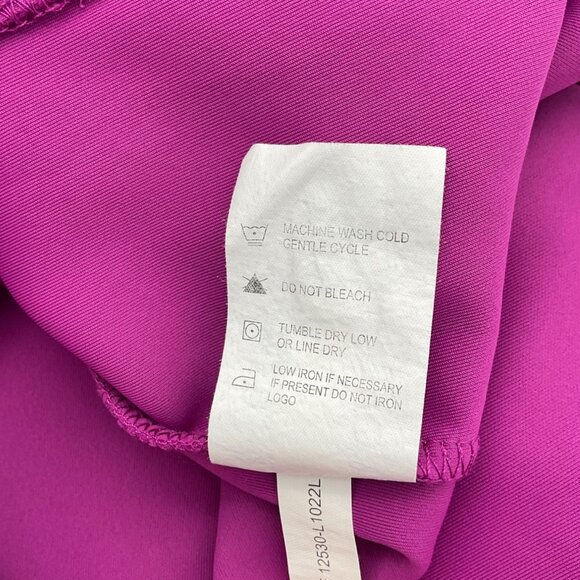 MACHINE WASH COLD
GENTLE CYCLE
DO NOT BLEACH
TUMBLE DRY LOW
OR LINE DRY
LOW IRON IF NECESSARY
IF PRESENT DO NOT IRON
LOGO
12530-L1022L